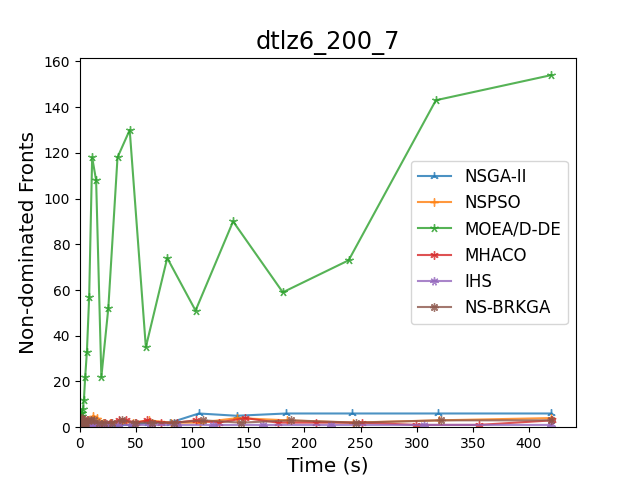 dtlz6_200_7
Non-dominated Fronts
160
140
120
100
80
60
40
20
0
NSGA-II
NSPSO
MOEA/D-DE
MHACO
IHS
NS-BRKGA
0 50 100 150 200 250 300 350 400
Time (s)